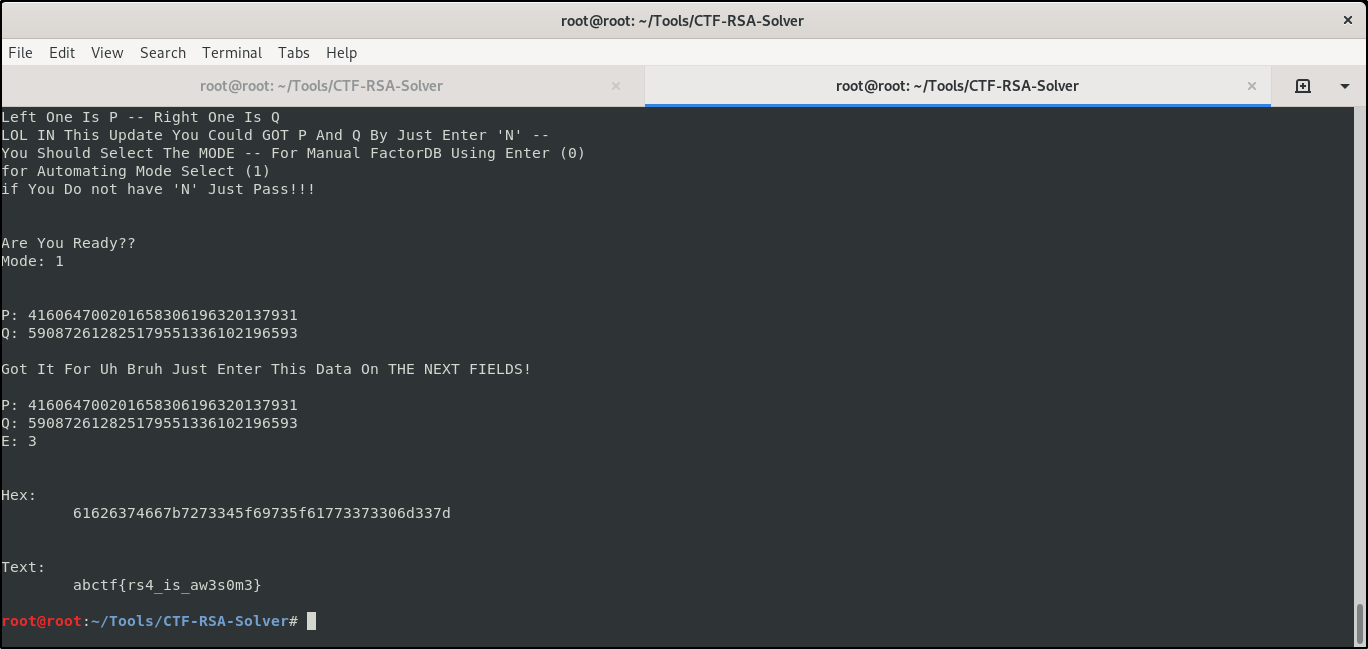 root@root: ~/Tools/CTF-RSA-Solver
File Edit View Search Terminal Tabs Help
root@root: ~/Tools/CTF-RSA-Solver
root@root: ~/Tools/CTF-RSA-Solver
Left One Is P -- Right One Is Q
LOL IN This Update You Could GOT P And Q By Just Enter 'N' --
You Should Select The MODE -- For Manual FactorDB Using Enter (0)
for Automating Mode Select (1)
if You Do not have 'N' Just Pass!!!
Are You Ready??
Mode: 1
P: 416064700201658306196320137931
Q: 590872612825179551336102196593
Got It For Uh Bruh Just Enter This Data On THE NEXT FIELDS!
P: 416064700201658306196320137931
Q: 590872612825179551336102196593
E: 3
Hex:
61626374667b7273345f69735f61773373306d337d
Text:
abctf{rs4_is_aw3s0m3}
root@root:~/Tools/CTF-RSA-Solver#